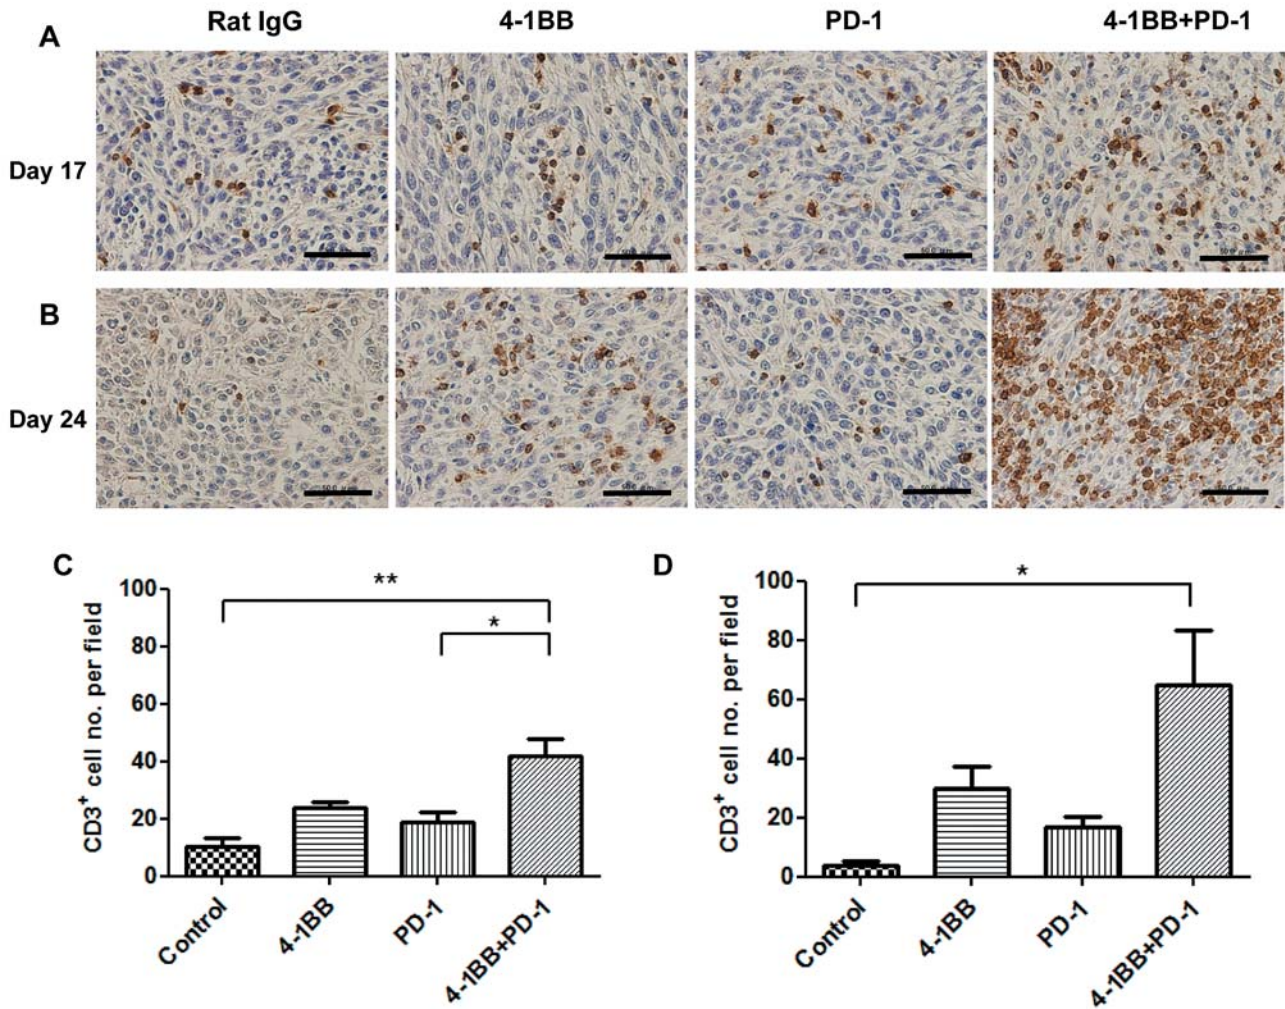 A
Rat IgG
4-1BB
PD-1
4-1BB+PD-1
Day 17
B
Day 24
C
100
80
60
40
20
0
CD3+ cell no. per field
**
*
Control
4-1BB
PD-1
4-1BB+PD-1
D
100
80
60
40
20
0
CD3+ cell no. per field
*
Control
4-1BB
PD-1
4-1BB+PD-1